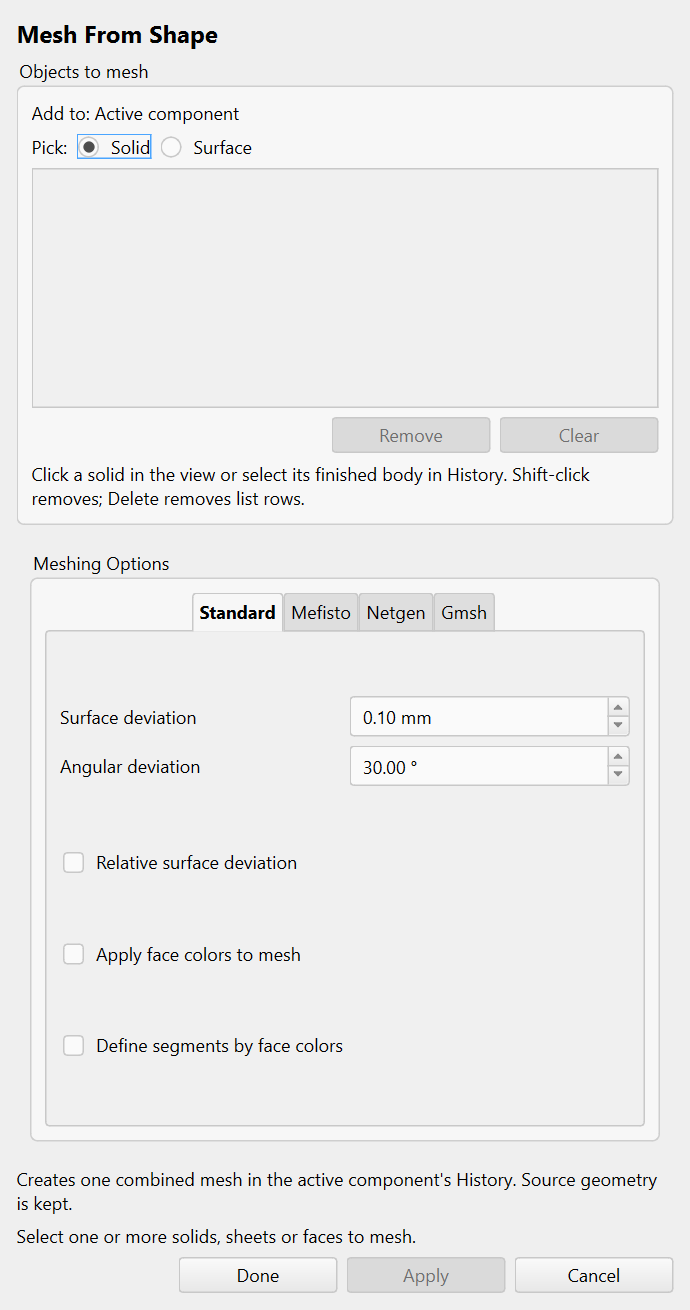 Mesh From Shape
Objects to mesh
Add to: Active component
Pick: Solid Surface
Remove Clear
Click a solid in the view or select its finished body in History. Shift-click
removes; Delete removes list rows.
Meshing Options
Standard Mefisto Netgen Gmsh
Surface deviation 0.10 mm
Angular deviation 30.00 °
Relative surface deviation
Apply face colors to mesh
Define segments by face colors
Creates one combined mesh in the active component's History. Source geometry
is kept.
Select one or more solids, sheets or faces to mesh.
Done Apply Cancel